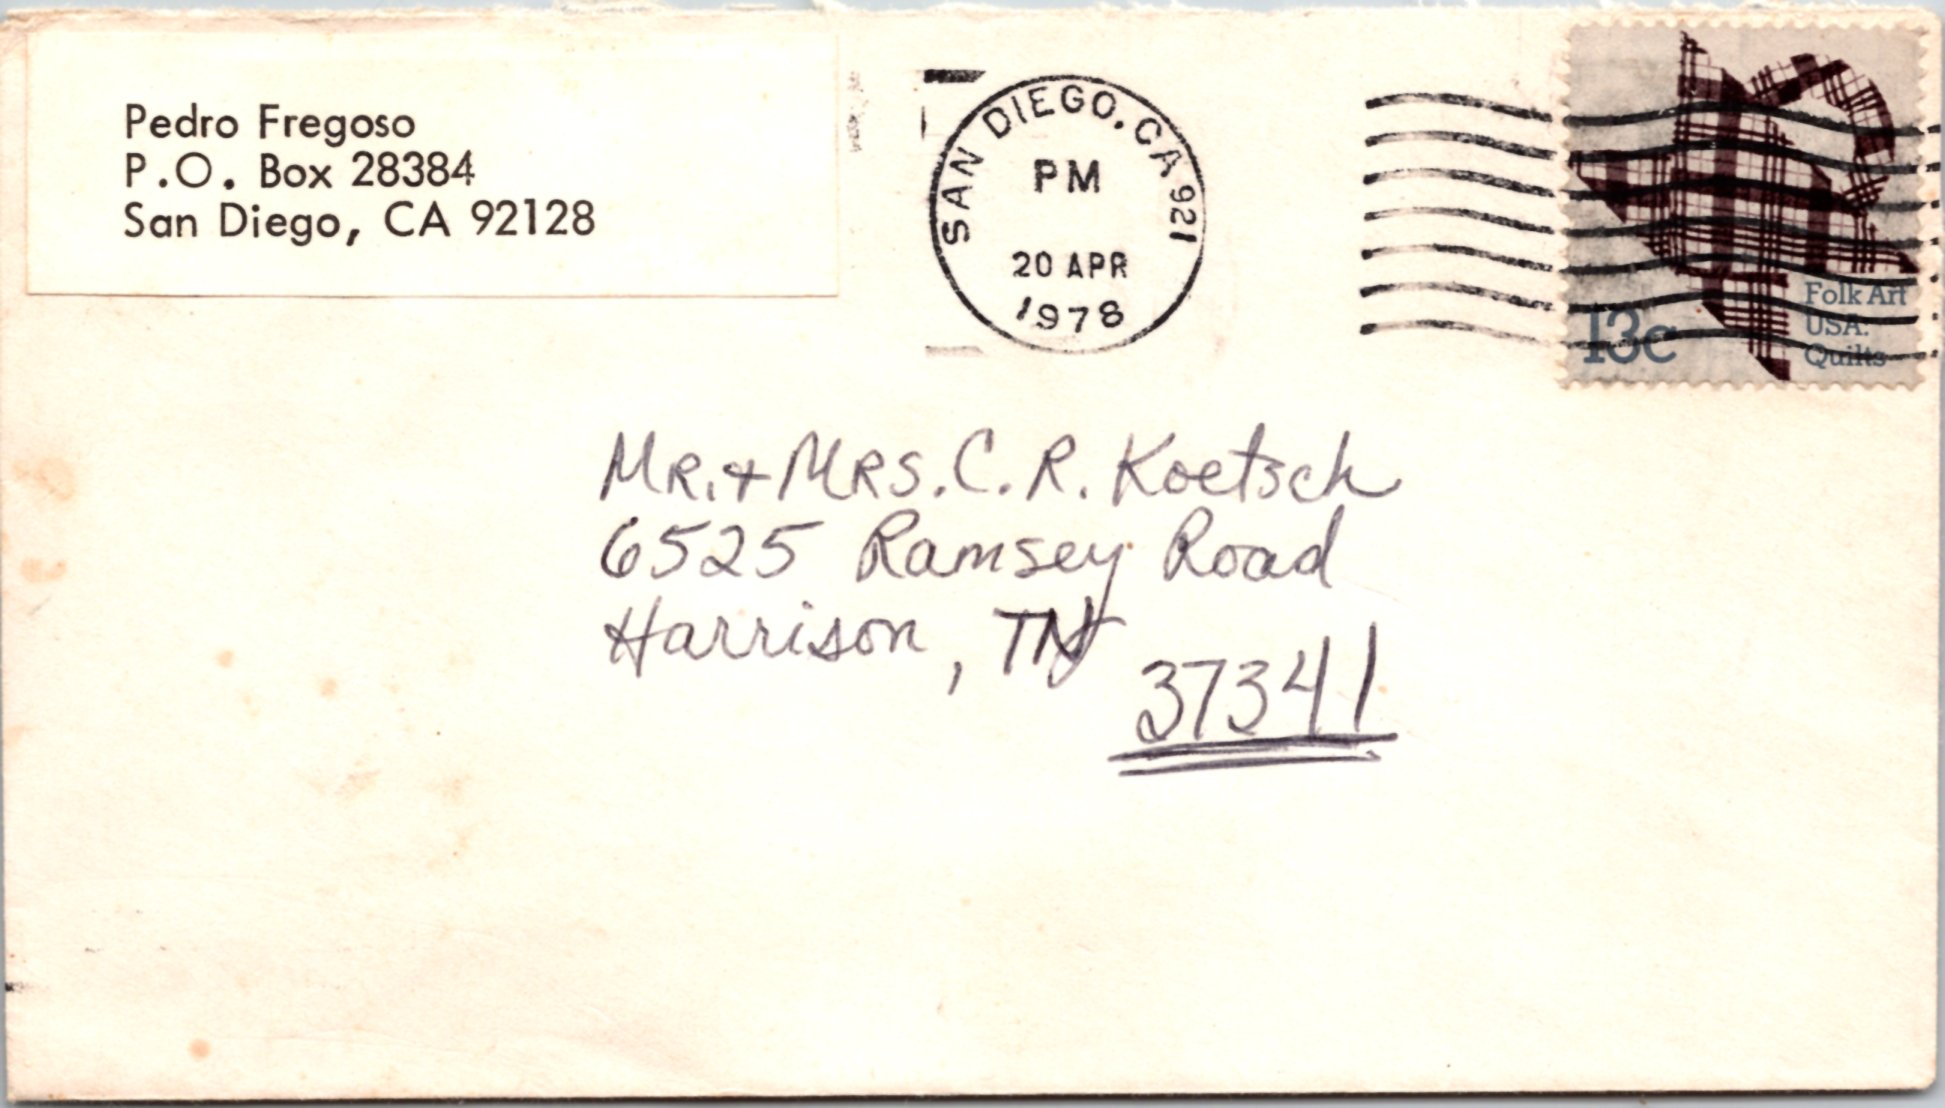 Pedro Fregoso
P.O. Box 28384
San Diego, CA 92128
SAN DIEGO, CA 921
PM
20 APR
1978
Folk Art
USA:
Quilts
13c
Mr. + Mrs. C. R. Koetsch
6525 Ramsey Road
Harrison, TN
37341